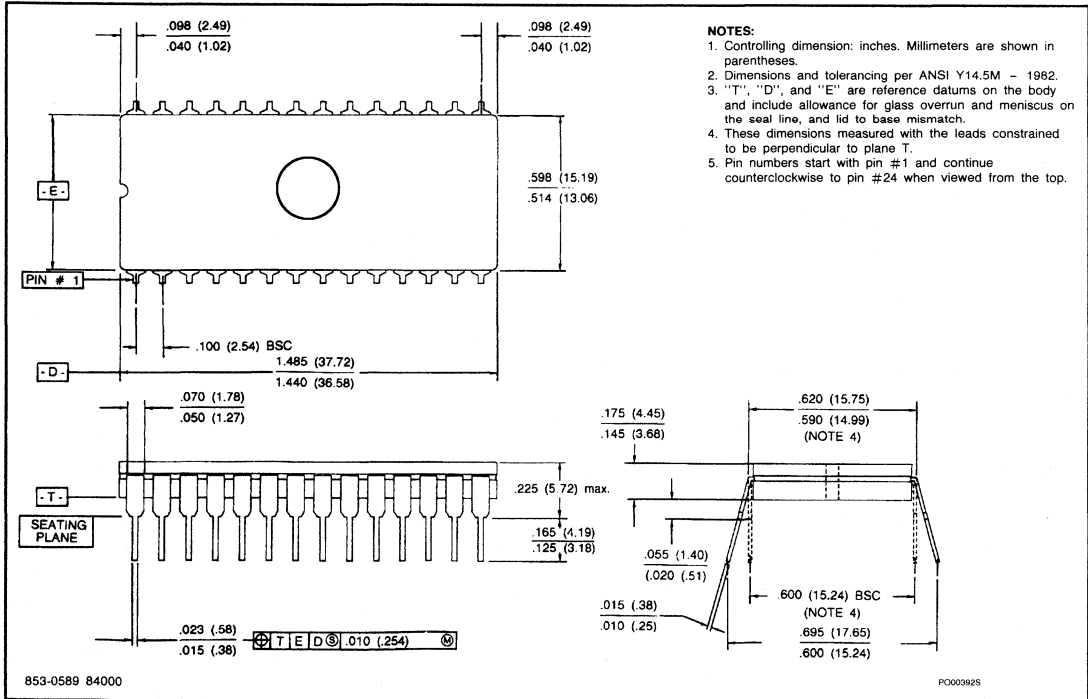 .098 (2.49)
.040 (1.02)
.098 (2.49)
.040 (1.02)
NOTES:
1. Controlling dimension: inches. Millimeters are shown in
parentheses.
2. Dimensions and tolerancing per ANSI Y14.5M – 1982.
3. "T", "D", and "E" are reference datums on the body
and include allowance for glass overrun and meniscus on
the seal line, and lid to base mismatch.
4. These dimensions measured with the leads constrained
to be perpendicular to plane T.
5. Pin numbers start with pin #1 and continue
counterclockwise to pin #24 when viewed from the top.
- E -
.598 (15.19)
.514 (13.06)
PIN # 1
.100 (2.54) BSC
- D -
1.485 (37.72)
1.440 (36.58)
.070 (1.78)
.050 (1.27)
.175 (4.45)
.145 (3.68)
.620 (15.75)
.590 (14.99)
(NOTE 4)
- T -
.225 (5.72) max.
SEATING
PLANE
.165 (4.19)
.125 (3.18)
.055 (1.40)
(.020 (.51)
.600 (15.24) BSC
(NOTE 4)
.015 (.38)
.010 (.25)
.695 (17.65)
.600 (15.24)
.023 (.58)
.015 (.38)
⌖ T E D Ⓢ .010 (.254) Ⓜ
853-0589 84000
PO00392S